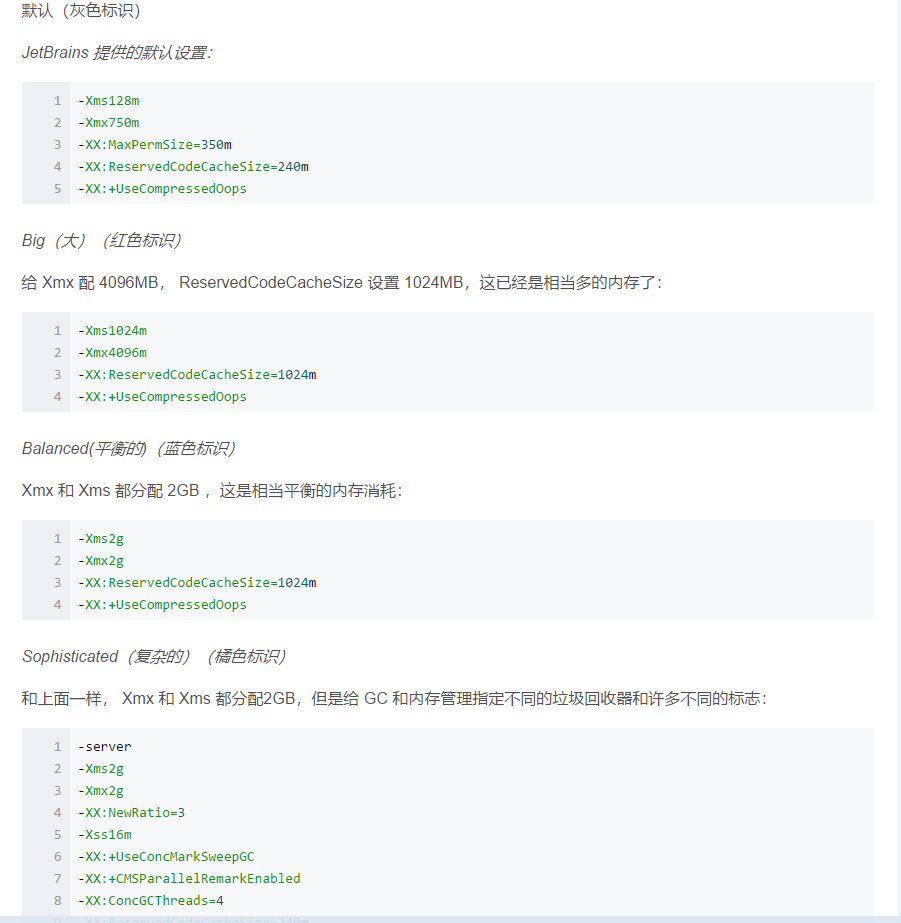 默认（灰色标识）
JetBrains 提供的默认设置：
1 -Xms128m
2 -Xmx750m
3 -XX:MaxPermSize=350m
4 -XX:ReservedCodeCacheSize=240m
5 -XX:+UseCompressedOops
Big（大）（红色标识）
给 Xmx 配 4096MB， ReservedCodeCacheSize 设置 1024MB，这已经是相当多的内存了：
1 -Xms1024m
2 -Xmx4096m
3 -XX:ReservedCodeCacheSize=1024m
4 -XX:+UseCompressedOops
Balanced(平衡的)（蓝色标识）
Xmx 和 Xms 都分配 2GB ，这是相当平衡的内存消耗：
1 -Xms2g
2 -Xmx2g
3 -XX:ReservedCodeCacheSize=1024m
4 -XX:+UseCompressedOops
Sophisticated（复杂的）（橘色标识）
和上面一样， Xmx 和 Xms 都分配2GB，但是给 GC 和内存管理指定不同的垃圾回收器和许多不同的标志：
1 -server
2 -Xms2g
3 -Xmx2g
4 -XX:NewRatio=3
5 -Xss16m
6 -XX:+UseConcMarkSweepGC
7 -XX:+CMSParallelRemarkEnabled
8 -XX:ConcGCThreads=4
9 -XX:ReservedCodeCacheSize=240m